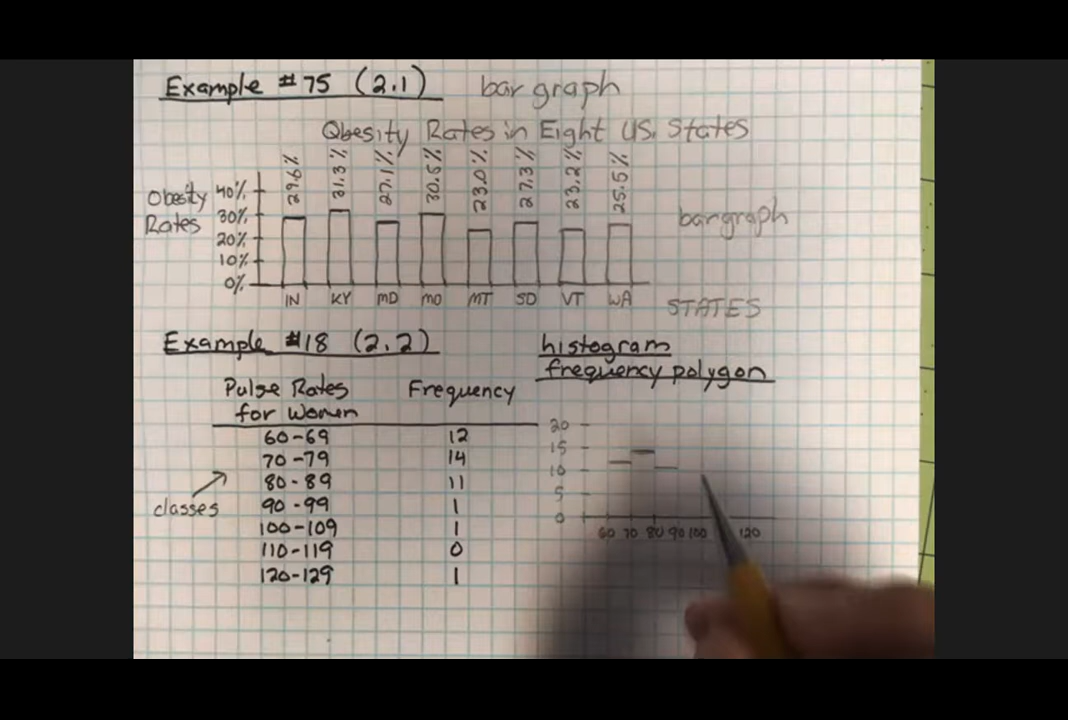 Example #75 (2.1) bar graph
Obesity Rates in Eight U.S. States
29.6% 31.3% 27.1% 30.5% 23.0% 27.3% 23.2% 25.5%
Obesity
Rates
40%
30%
20%
10%
0%
bar graph
IN KY MD MO MT SD VT WA STATES
Example #18 (2.2)
histogram
frequency polygon
Pulse Rates
for Women
Frequency
60-69 12
70-79 14
80-89 11
90-99 1
100-109 1
110-119 0
120-129 1
classes
20
15
10
5
0
60 70 80 90 100 120